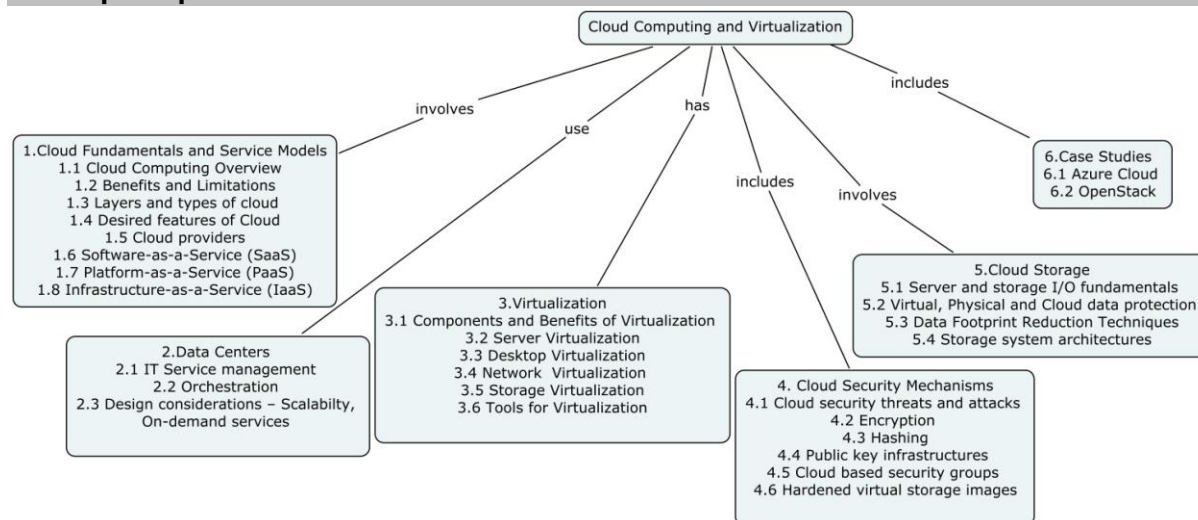 Cloud Computing and Virtualization
involves
use
has
includes
involves
includes
1.Cloud Fundamentals and Service Models
1.1 Cloud Computing Overview
1.2 Benefits and Limitations
1.3 Layers and types of cloud
1.4 Desired features of Cloud
1.5 Cloud providers
1.6 Software-as-a-Service (SaaS)
1.7 Platform-as-a-Service (PaaS)
1.8 Infrastructure-as-a-Service (IaaS)
2.Data Centers
2.1 IT Service management
2.2 Orchestration
2.3 Design considerations – Scalabilty,
On-demand services
3.Virtualization
3.1 Components and Benefits of Virtualization
3.2 Server Virtualization
3.3 Desktop Virtualization
3.4 Network  Virtualization
3.5 Storage Virtualization
3.6 Tools for Virtualization
4. Cloud Security Mechanisms
4.1 Cloud security threats and attacks
4.2 Encryption
4.3 Hashing
4.4 Public key infrastructures
4.5 Cloud based security groups
4.6 Hardened virtual storage images
5.Cloud Storage
5.1 Server and storage I/O fundamentals
5.2 Virtual, Physical and Cloud data protection
5.3 Data Footprint Reduction Techniques
5.4 Storage system architectures
6.Case Studies
6.1 Azure Cloud
6.2 OpenStack